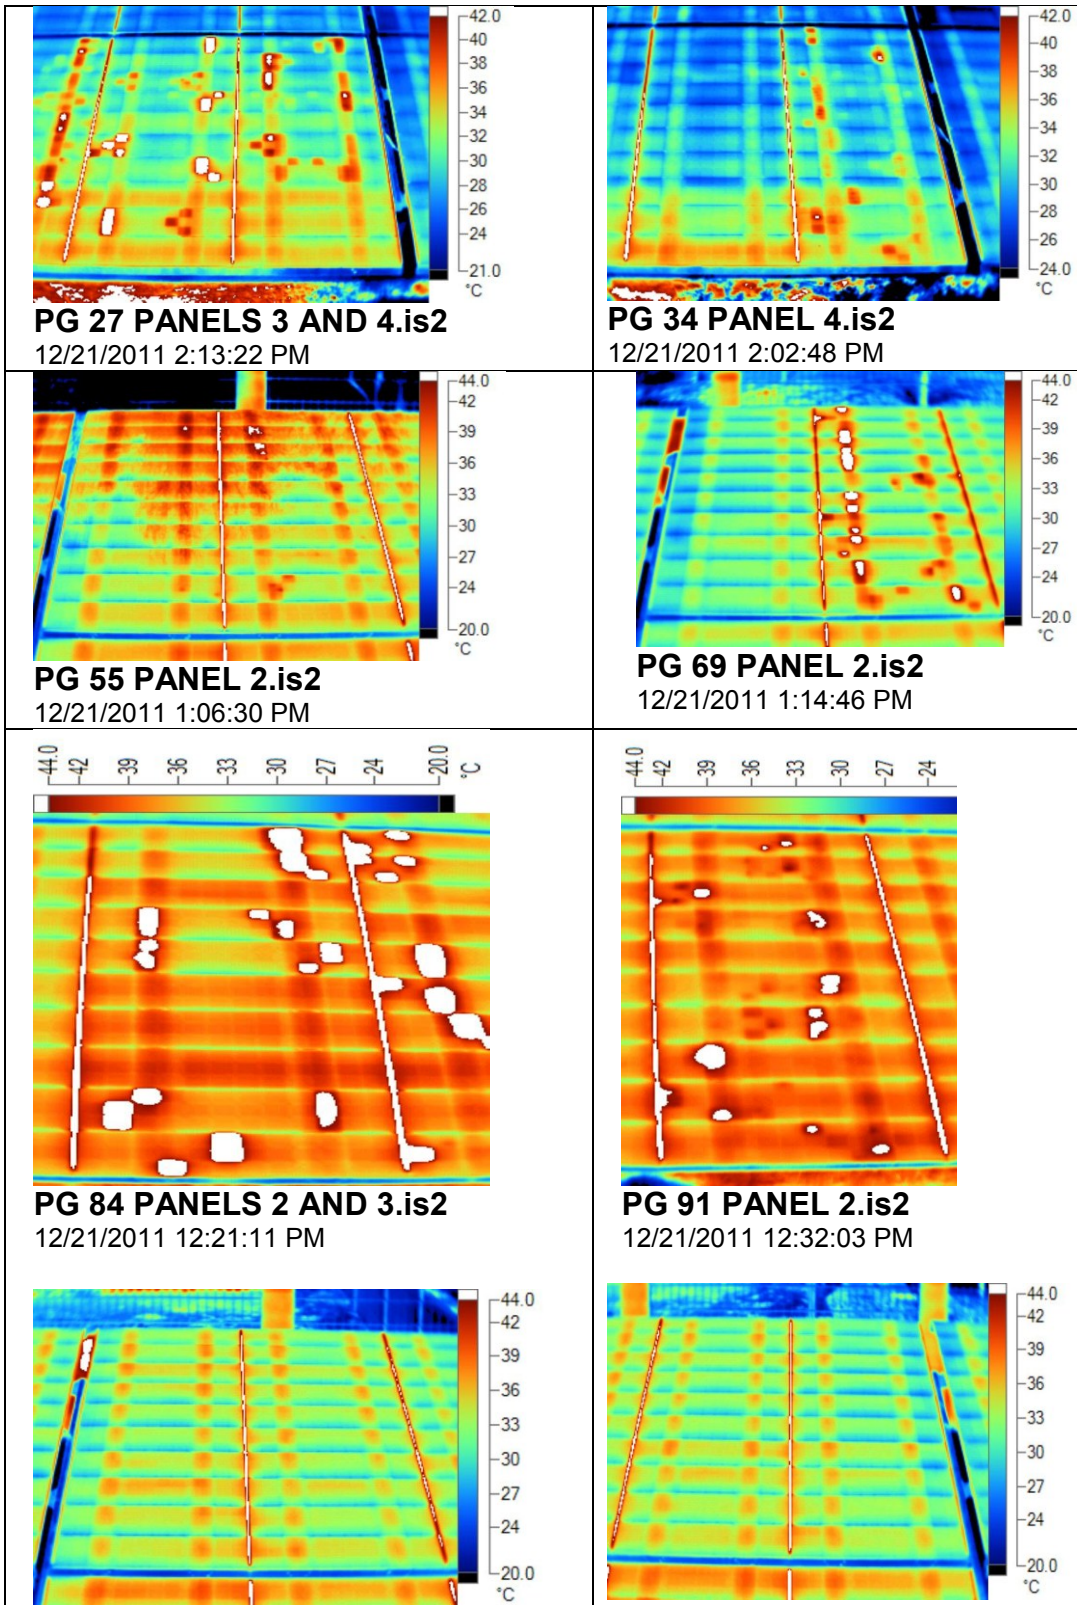 42.0
40
38
36
34
32
30
28
26
24
21.0
°C
PG 27 PANELS 3 AND 4.is2
12/21/2011 2:13:22 PM
42.0
40
38
36
34
32
30
28
26
24.0
°C
PG 34 PANEL 4.is2
12/21/2011 2:02:48 PM
44.0
42
39
36
33
30
27
24
20.0
°C
PG 55 PANEL 2.is2
12/21/2011 1:06:30 PM
44.0
42
39
36
33
30
27
24
20.0
°C
PG 69 PANEL 2.is2
12/21/2011 1:14:46 PM
44.0 42 39 36 33 30 27 24 20.0 °C
PG 84 PANELS 2 AND 3.is2
12/21/2011 12:21:11 PM
44.0 42 39 36 33 30 27 24
PG 91 PANEL 2.is2
12/21/2011 12:32:03 PM
44.0
42
39
36
33
30
27
24
20.0
°C
44.0
42
39
36
33
30
27
24
20.0
°C